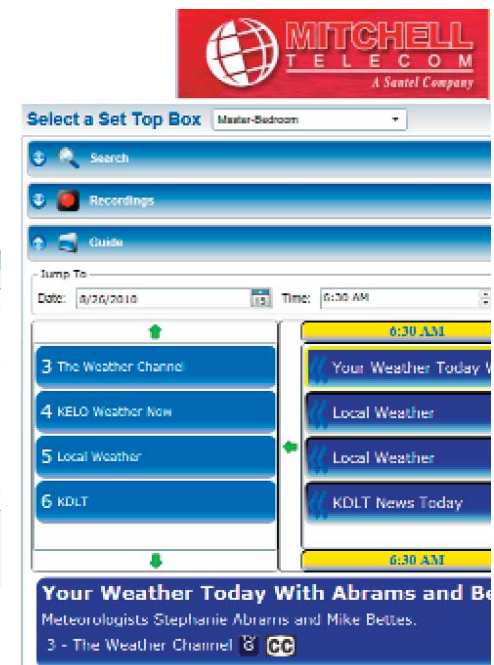 MITCHELL
TELECOM
A Santel Company
Select a Set Top Box Master-Bedroom
Search
Recordings
Guide
Jump To
Date: 8/26/2010 15 Time: 6:30 AM
6:30 AM
3 The Weather Channel Your Weather Today W
4 KELO Weather Now Local Weather
5 Local Weather Local Weather
6 KDLT KDLT News Today
6:30 AM
Your Weather Today With Abrams and Be
Meteorologists Stephanie Abrams and Mike Bettes.
3 - The Weather Channel CC